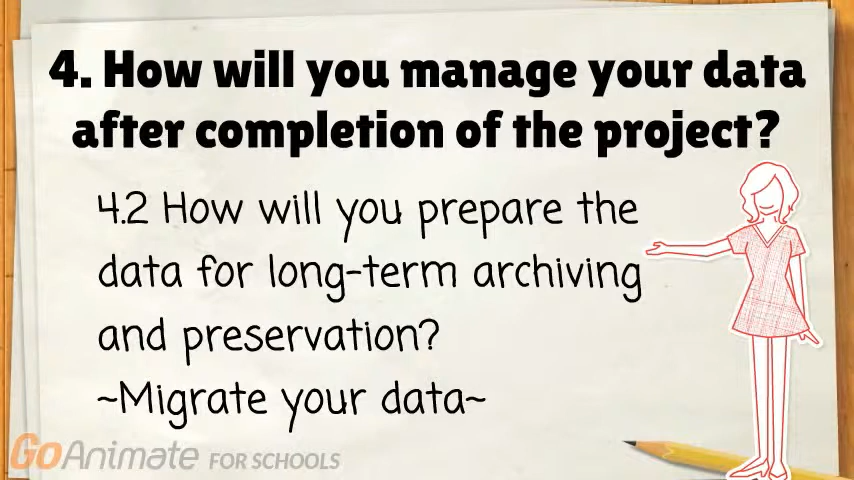 4. How will you manage your data
after completion of the project?
4.2 How will you prepare the
data for long-term archiving
and preservation?
~Migrate your data~
GoAnimate FOR SCHOOLS